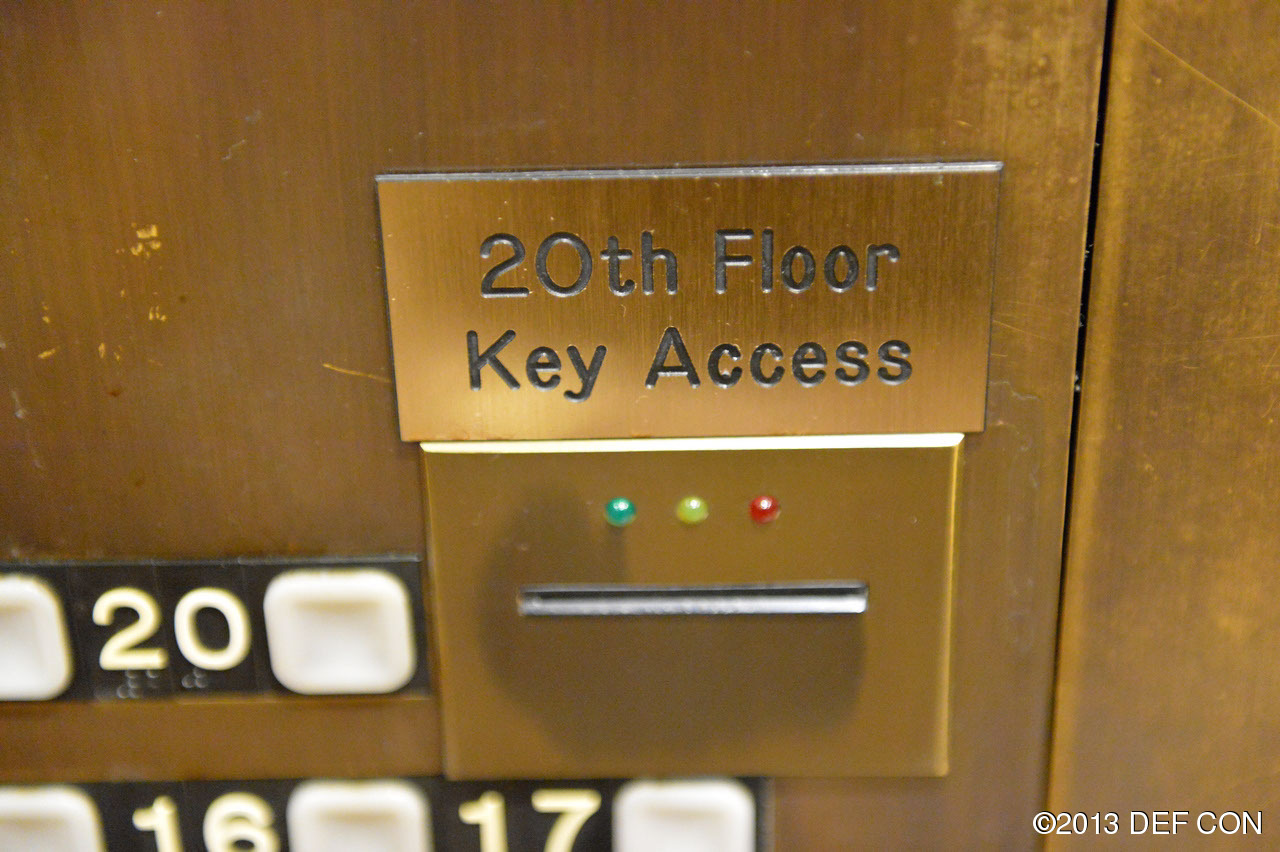 20th Floor
Key Access
20
16
17
©2013 DEF CON